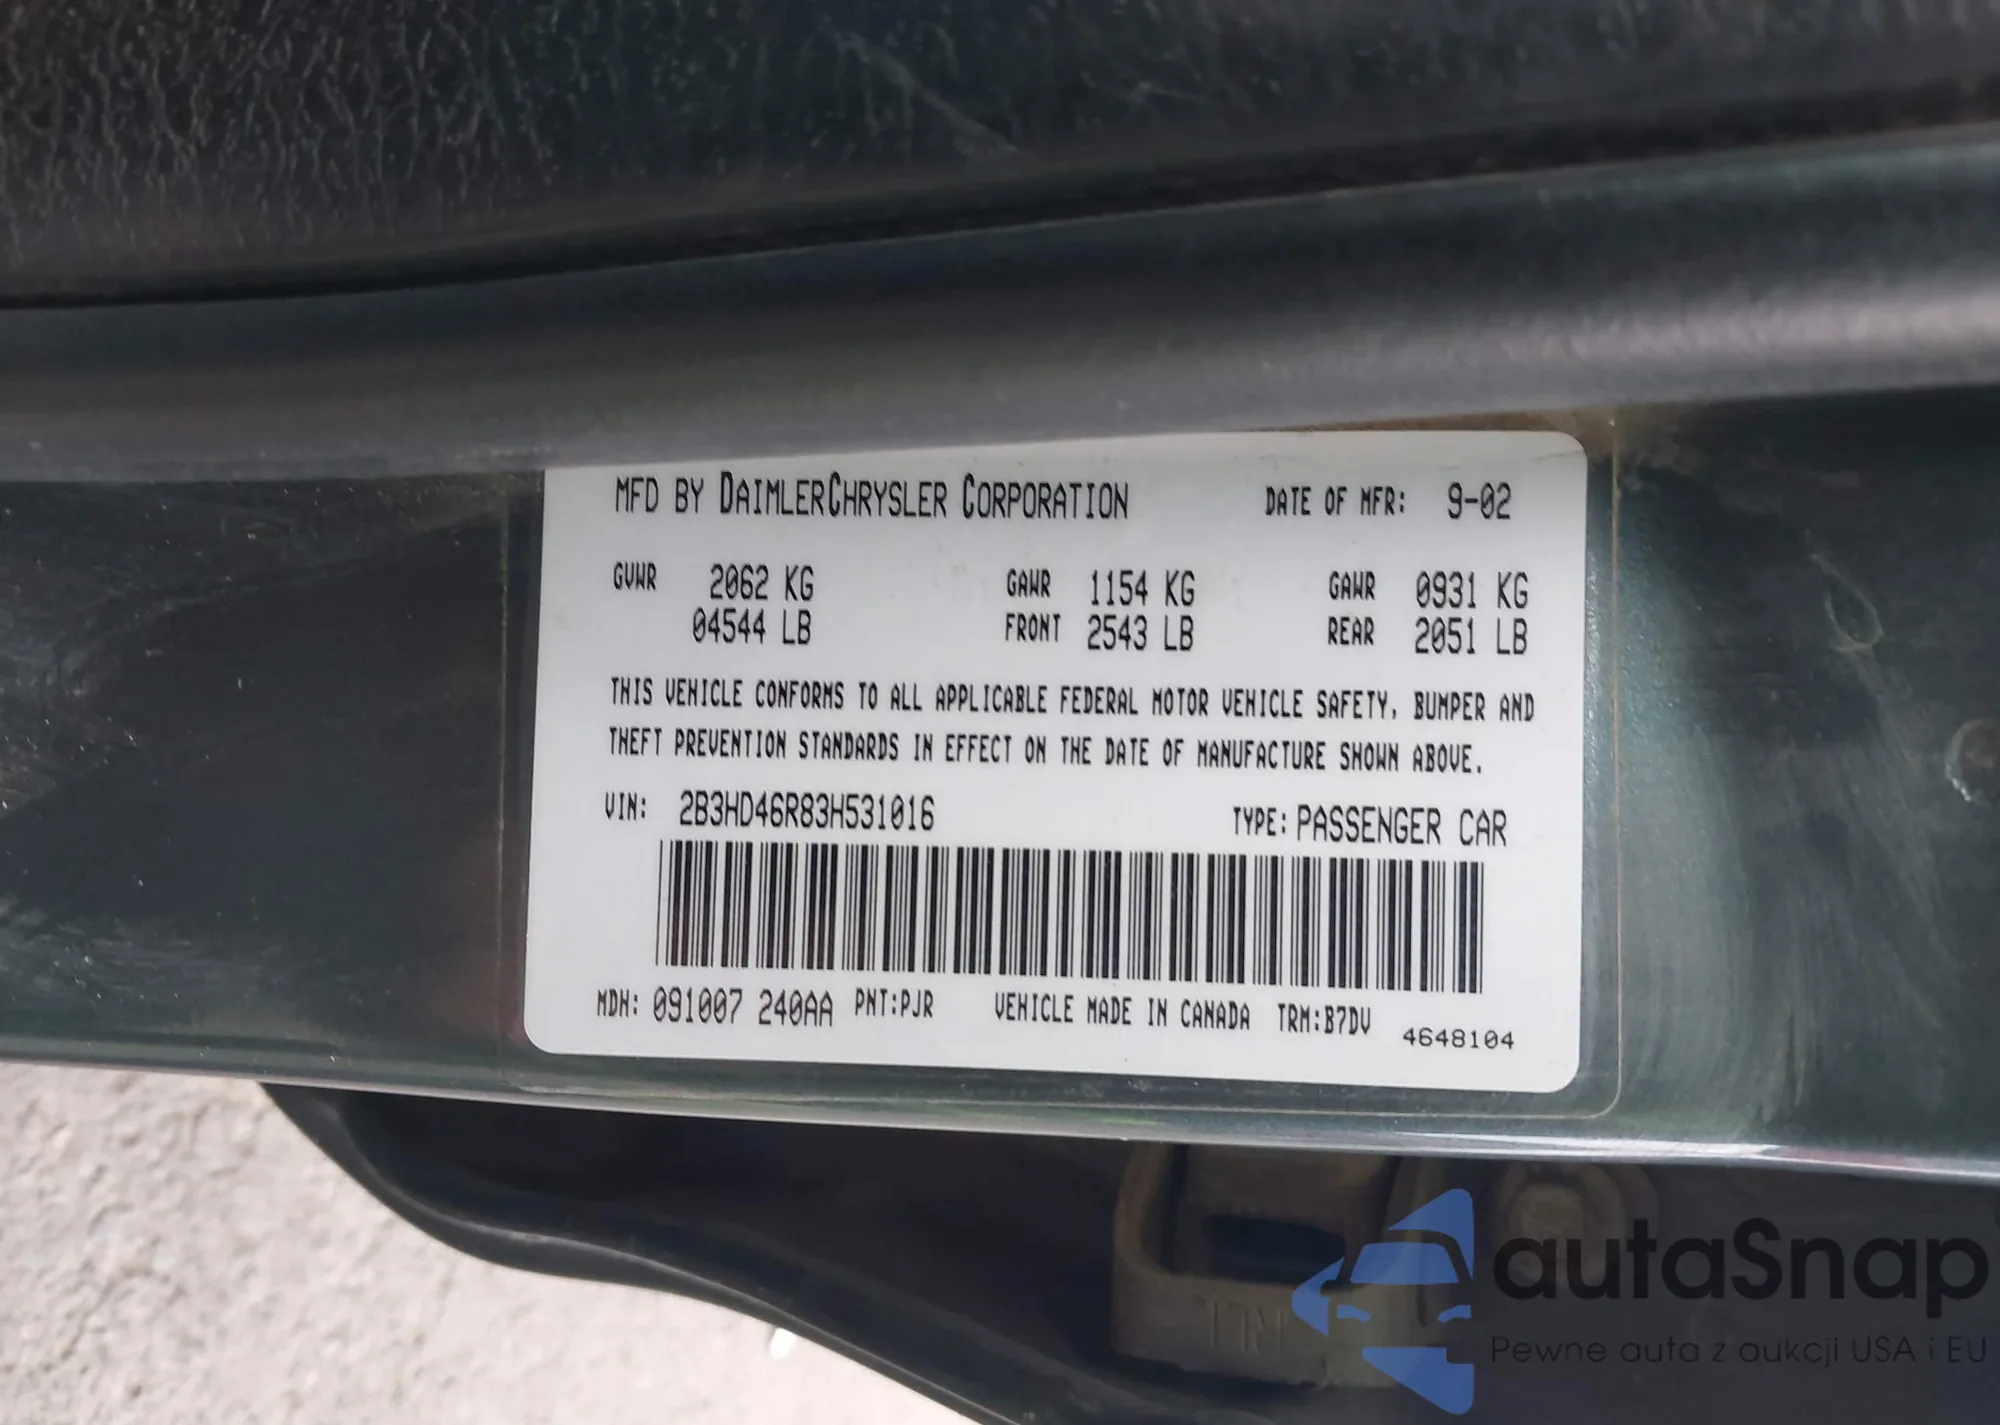 MFD BY DAIMLERCHRYSLER CORPORATION DATE OF MFR: 9-02
GVWR 2062 KG GAWR 1154 KG GAWR 0931 KG
04544 LB FRONT 2543 LB REAR 2051 LB
THIS VEHICLE CONFORMS TO ALL APPLICABLE FEDERAL MOTOR VEHICLE SAFETY, BUMPER AND
THEFT PREVENTION STANDARDS IN EFFECT ON THE DATE OF MANUFACTURE SHOWN ABOVE.
VIN: 2B3HD46R83H531016 TYPE: PASSENGER CAR
MDH: 091007 240AA PNT:PJR VEHICLE MADE IN CANADA TRM:B7DV 4648104
autaSnap
Pewne auta z aukcji USA i EU